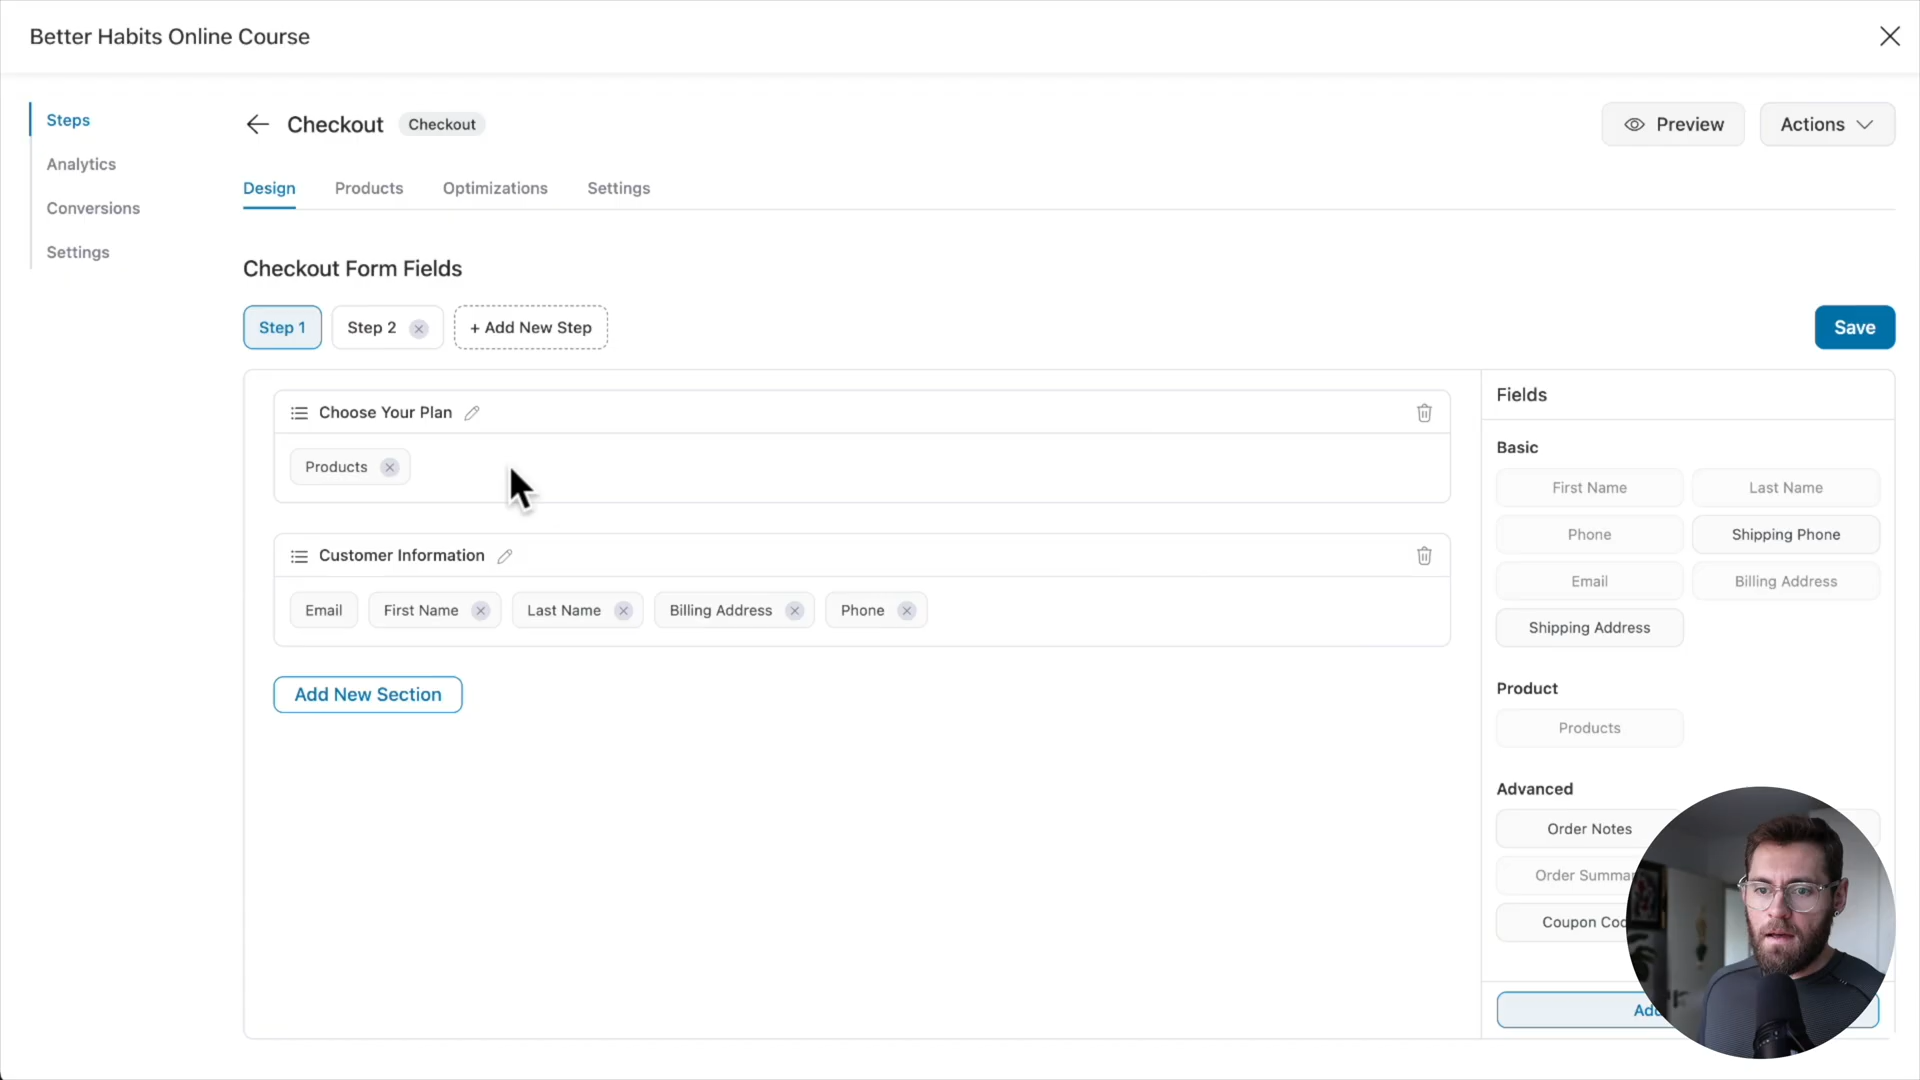 Better Habits Online Course
Steps
Analytics
Conversions
Settings
Checkout Checkout
Preview
Actions
Design Products Optimizations Settings
Checkout Form Fields
Step 1 Step 2 + Add New Step
Save
Choose Your Plan
Products
Customer Information
Email First Name Last Name Billing Address Phone
Add New Section
Fields
Basic
First Name Last Name
Phone Shipping Phone
Email Billing Address
Shipping Address
Product
Products
Advanced
Order Notes
Order
Coupon